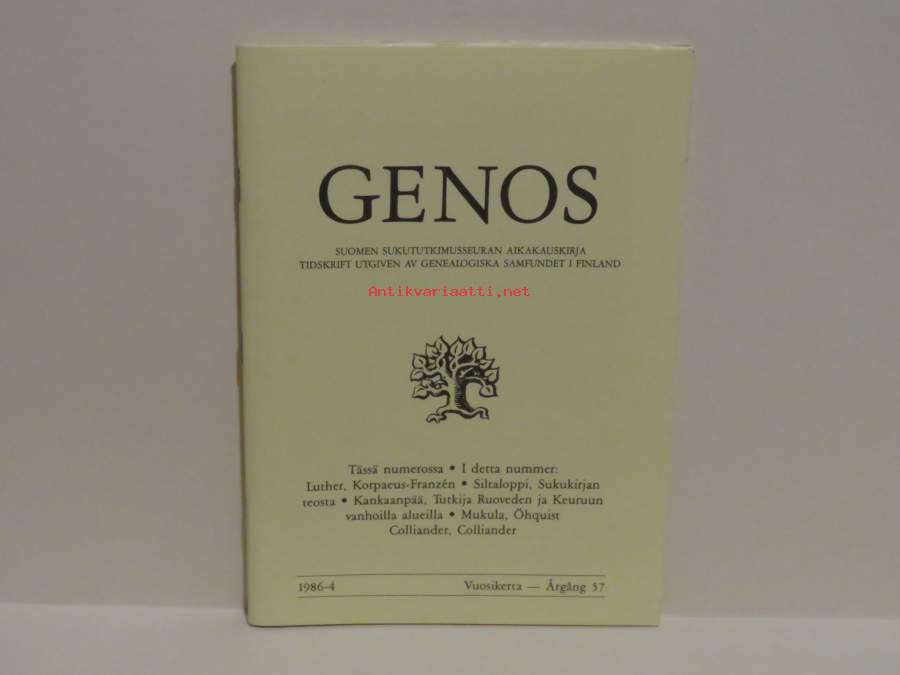 GENOS
SUOMEN SUKUTUTKIMUSSEURAN AIKAKAUSKIRJA
TIDSKRIFT UTGIVEN AV GENEALOGISKA SAMFUNDET I FINLAND
Antikvariaatti.net
Tässä numerossa • I detta nummer:
Luther, Korpaeus-Franzén • Siltaloppi, Sukukirjan
teosta • Kankaanpää, Tutkija Ruoveden ja Keuruun
vanhoilla alueilla • Mukula, Öhquist
Colliander, Colliander
1986-4 Vuosikerta — Årgång 57